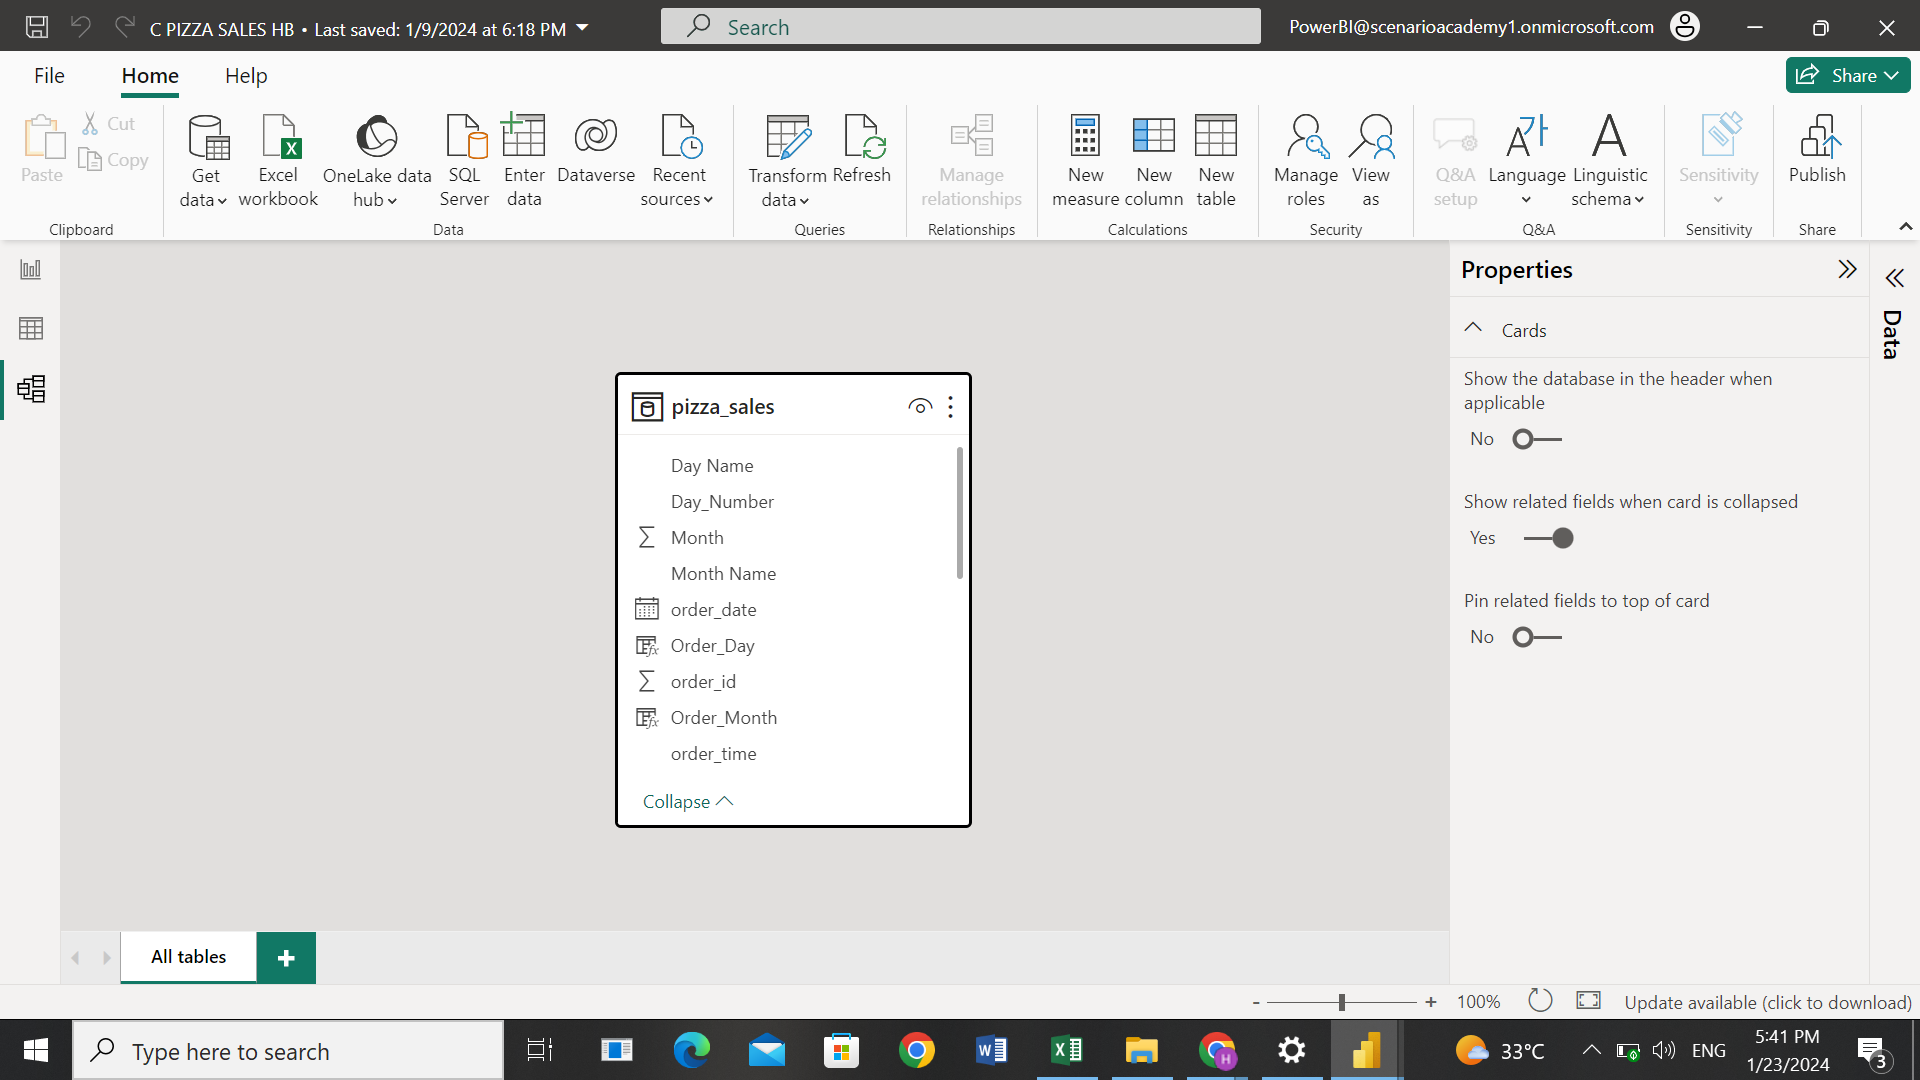 C PIZZA SALES HB • Last saved: 1/9/2024 at 6:18 PM
Search
PowerBI@scenarioacademy1.onmicrosoft.com
File
Home
Help
Share
Paste
Cut
Copy
Clipboard
Get
data
Excel
workbook
OneLake data
hub
SQL
Server
Enter
data
Dataverse
Recent
sources
Data
Transform
data
Refresh
Queries
Manage
relationships
Relationships
New
measure
New
column
New
table
Calculations
Manage
roles
View
as
Security
Q&A
setup
Language
Linguistic
schema
Q&A
Sensitivity
Sensitivity
Publish
Share
pizza_sales
Day Name
Day_Number
Month
Month Name
order_date
Order_Day
order_id
Order_Month
order_time
Collapse
Properties
Cards
Show the database in the header when
applicable
No
Show related fields when card is collapsed
Yes
Pin related fields to top of card
No
Data
All tables
+
- + 100%
Update available (click to download)
Type here to search
33°C
ENG
5:41 PM
1/23/2024
3